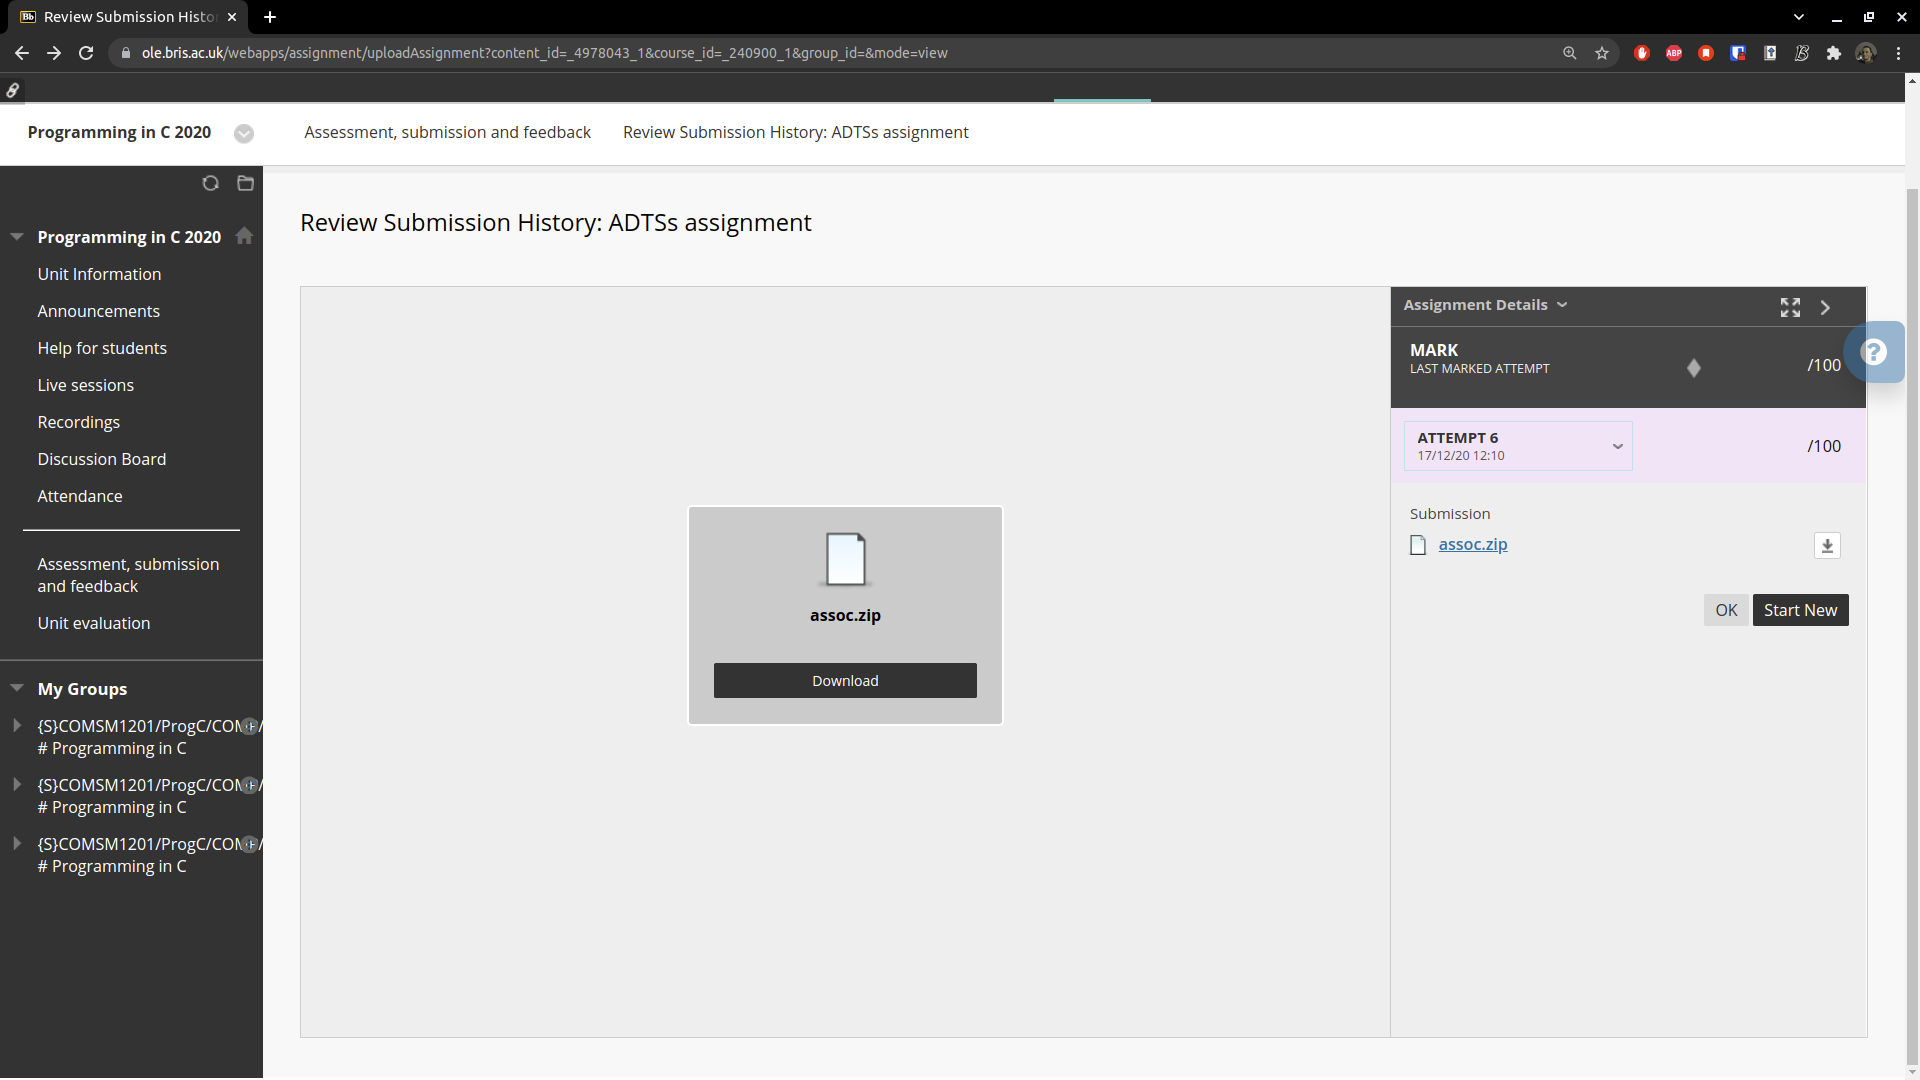 Review Submission Histo
ole.bris.ac.uk/webapps/assignment/uploadAssignment?content_id=_4978043_1&course_id=_240900_1&group_id=&mode=view
ABP
Programming in C 2020
Assessment, submission and feedback
Review Submission History: ADTSs assignment
Programming in C 2020
Unit Information
Announcements
Help for students
Live sessions
Recordings
Discussion Board
Attendance
Assessment, submission
and feedback
Unit evaluation
My Groups
{S}COMSM1201/ProgC/COM
# Programming in C
{S}COMSM1201/ProgC/COM
# Programming in C
{S}COMSM1201/ProgC/COM
# Programming in C
Review Submission History: ADTSs assignment
assoc.zip
Download
Assignment Details
MARK
LAST MARKED ATTEMPT
/100
?
ATTEMPT 6
17/12/20 12:10
/100
Submission
assoc.zip
OK
Start New